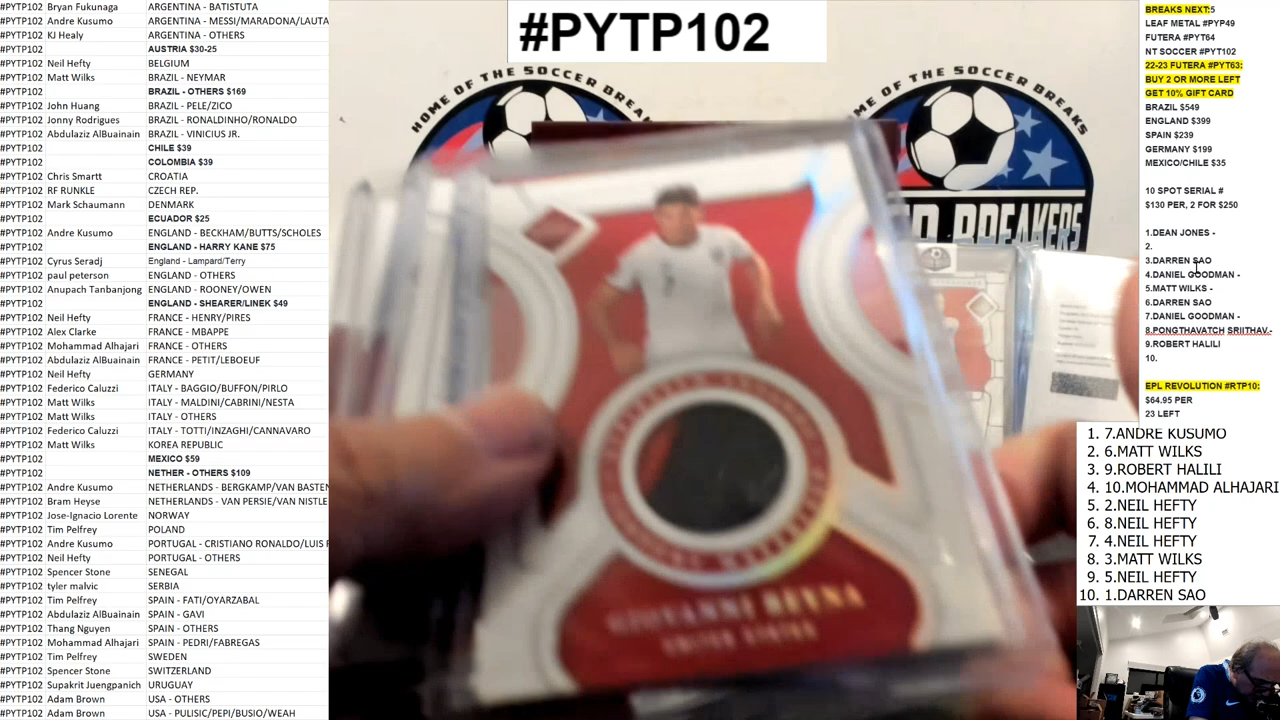 #PYTP102 Bryan Fukunaga ARGENTINA - BATISTUTA
#PYTP102 Andre Kusumo ARGENTINA - MESSI/MARADONA/LAUTA
#PYTP102 KJ Healy ARGENTINA - OTHERS
#PYTP102 AUSTRIA $30-25
#PYTP102 Neil Hefty BELGIUM
#PYTP102 Matt Wilks BRAZIL - NEYMAR
#PYTP102 BRAZIL - OTHERS $169
#PYTP102 John Huang BRAZIL - PELE/ZICO
#PYTP102 Jonny Rodrigues BRAZIL - RONALDINHO/RONALDO
#PYTP102 Abdulaziz AlBuainain BRAZIL - VINICIUS JR.
#PYTP102 CHILE $39
#PYTP102 COLOMBIA $39
#PYTP102 Chris Smartt CROATIA
#PYTP102 RF RUNKLE CZECH REP.
#PYTP102 Mark Schaumann DENMARK
#PYTP102 ECUADOR $25
#PYTP102 Andre Kusumo ENGLAND - BECKHAM/BUTTS/SCHOLES
#PYTP102 ENGLAND - HARRY KANE $75
#PYTP102 Cyrus Seradj England - Lampard/Terry
#PYTP102 paul peterson ENGLAND - OTHERS
#PYTP102 Anupach Tanbanjong ENGLAND - ROONEY/OWEN
#PYTP102 ENGLAND - SHEARER/LINEK $49
#PYTP102 Neil Hefty FRANCE - HENRY/PIRES
#PYTP102 Alex Clarke FRANCE - MBAPPE
#PYTP102 Mohammad Alhajari FRANCE - OTHERS
#PYTP102 Abdulaziz AlBuainain FRANCE - PETIT/LEBOEUF
#PYTP102 Neil Hefty GERMANY
#PYTP102 Federico Caluzzi ITALY - BAGGIO/BUFFON/PIRLO
#PYTP102 Matt Wilks ITALY - MALDINI/CABRINI/NESTA
#PYTP102 Matt Wilks ITALY - OTHERS
#PYTP102 Federico Caluzzi ITALY - TOTTI/INZAGHI/CANNAVARO
#PYTP102 Matt Wilks KOREA REPUBLIC
#PYTP102 MEXICO $59
#PYTP102 NETHER - OTHERS $109
#PYTP102 Andre Kusumo NETHERLANDS - BERGKAMP/VAN BASTEN
#PYTP102 Bram Heyse NETHERLANDS - VAN PERSIE/VAN NISTLE
#PYTP102 Jose-Ignacio Lorente NORWAY
#PYTP102 Tim Pelfrey POLAND
#PYTP102 Andre Kusumo PORTUGAL - CRISTIANO RONALDO/LUIS F
#PYTP102 Neil Hefty PORTUGAL - OTHERS
#PYTP102 Spencer Stone SENEGAL
#PYTP102 tyler malvic SERBIA
#PYTP102 Tim Pelfrey SPAIN - FATI/OYARZABAL
#PYTP102 Abdulaziz AlBuainain SPAIN - GAVI
#PYTP102 Thang Nguyen SPAIN - OTHERS
#PYTP102 Mohammed Alhajari SPAIN - PEDRI/FABREGAS
#PYTP102 Tim Pelfrey SWEDEN
#PYTP102 Spencer Stone SWITZERLAND
#PYTP102 Supakrit Juengpanich URUGUAY
#PYTP102 Adam Brown USA - OTHERS
#PYTP102 Adam Brown USA - PULISIC/PEPI/BUSIO/WEAH
#PYTP102
HOME OF THE SOCCER BREAK
ME OF THE SOCCER BREAKERS
BREAKERS
GIOVANNI REYNA
UNITED STATES
BREAKS NEXT:5
LEAF METAL #PYP49
FUTERA #PYT64
NT SOCCER #PYT102
22-23 FUTERA #PYT63:
BUY 2 OR MORE LEFT
GET 10% GIFT CARD
BRAZIL $549
ENGLAND $399
SPAIN $239
GERMANY $199
MEXICO/CHILE $35
10 SPOT SERIAL #
$130 PER, 2 FOR $250
1.DEAN JONES -
2.
3.DARREN SAO
4.DANIEL GOODMAN -
5.MATT WILKS -
6.DARREN SAO
7.DANIEL GOODMAN -
8.PONGTHAVATCH SRIITHAV.-
9.ROBERT HALILI
10.
EPL REVOLUTION #RTP10:
$64.95 PER
23 LEFT
1. 7.ANDRE KUSUMO
2. 6.MATT WILKS
3. 9.ROBERT HALILI
4. 10.MOHAMMAD ALHAJARI
5. 2.NEIL HEFTY
6. 8.NEIL HEFTY
7. 4.NEIL HEFTY
8. 3.MATT WILKS
9. 5.NEIL HEFTY
10. 1.DARREN SAO